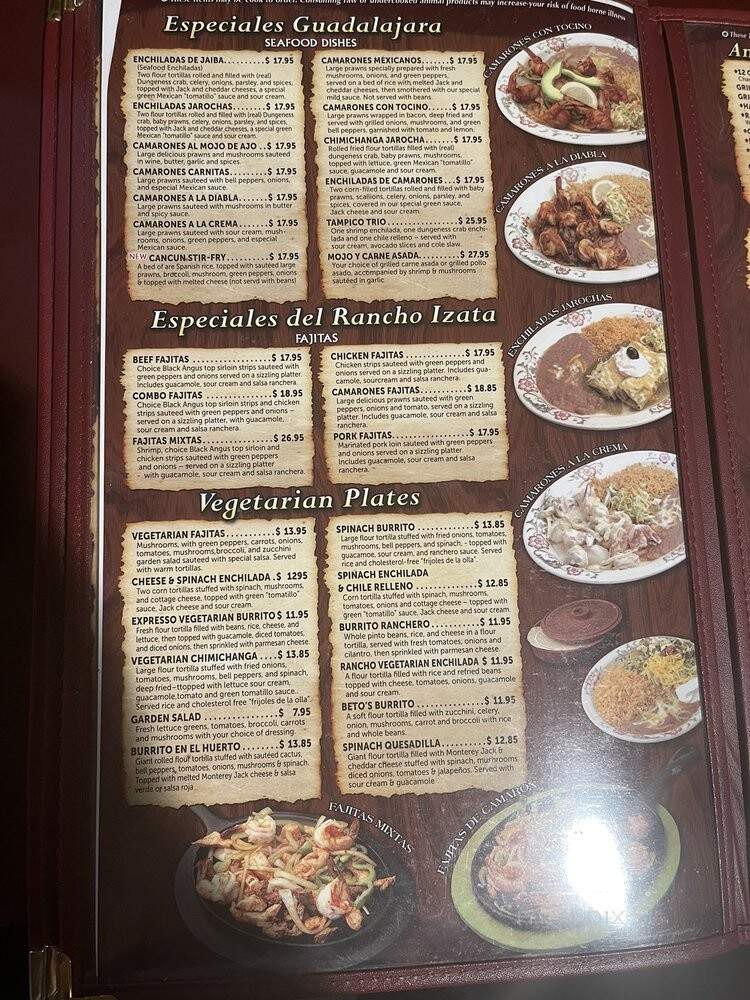 These items may be cook to order. Consuming raw or undercooked animal products may increase your risk of food borne illness
Especiales Guadalajara
SEAFOOD DISHES
ENCHILADAS DE JAIBA............$ 17.95
(Seafood Enchiladas)
Two flour tortillas rolled and filled with (real)
Dungeness crab, celery, onions, parsley, and spices,
topped with Jack and cheddar cheeses, a special
green Mexican "tomatillo" sauce and sour cream.
ENCHILADAS JAROCHAS.........$ 17.95
Two flour tortillas rolled and filled with (real) Dungeness
crab, baby prawns, celery, onions, parsley, and spices,
topped with Jack and cheddar cheeses, a special green
Mexican "tomatillo" sauce and sour cream.
CAMARONES AL MOJO DE AJO ..$ 17.95
Large delicious prawns and mushrooms sauteed
in wine, butter, garlic and spices.
CAMARONES CARNITAS.........$ 17.95
Large prawns sauteed with bell peppers, onions,
and especial Mexican sauce.
CAMARONES A LA DIABLA.......$ 17.95
Large prawns sauteed with mushrooms in butter
and spicy sauce.
CAMARONES A LA CREMA .......$ 17.95
Large prawns sauteed with sour cream, mush-
rooms, onions, green peppers, and especial
Mexican sauce.
NEW CANCUN-STIR-FRY.........$ 17.95
A bed of are Spanish rice, topped with sautéed large
prawns, broccoli, mushroom, green peppers, onions
& topped with melted cheese (not servd with beans)
CAMARONES MEXICANOS.......$ 17.95
Large prawns specially prepared with fresh
mushrooms, onions, and green peppers,
served on a bed of rice with melted Jack and
cheddar cheeses, then smothered with our special
mild sauce. Not served with beans.
CAMARONES CON TOCINO......$ 17.95
Large prawns wrapped in bacon, deep fried and
served with grilled onions, mushrooms, and green
bell peppers, garnished with tomato and lemon.
CHIMICHANGA JAROCHA........$ 17.95
Rolled fried flour tortilla filled with (real)
dungeness crab, baby prawns, mushrooms,
topped with lettuce, green Mexican "tomatillo"
sauce, guacamole and sour cream.
ENCHILADAS DE CAMARONES...$ 17.95
Two corn-filled tortillas rolled and filled with baby
prawns, scallions, celery, onions, parsley, and
spices, covered in our special green sauce,
Jack cheese and sour cream.
TAMPICO TRIO .................$ 25.95
One shrimp enchilada, one dungeness crab enchi-
lada and one chile relleno – served with
sour cream, avocado slices and cole slaw.
MOJO Y CARNE ASADA..........$ 27.95
Your choice of grilled carne asada or grilled pollo
asado, accmpanied by shrimp & mushrooms
sautéed in garlic
CAMARONES CON TOCINO
CAMARONES A LA DIABLA
ENCHILADAS JAROCHAS
CAMARONES A LA CREMA
Especiales del Rancho Izata
FAJITAS
BEEF FAJITAS ...................$ 17.95
Choice Black Angus top sirloin strips sauteed with
green peppers and onions served on a sizzling platter.
Includes guacamole, sour cream and salsa ranchera.
COMBO FAJITAS ................$ 18.95
Choice Black Angus top sirloin strips and chicken
strips sauteed with green peppers and onions –
served on a sizzling platter, with guacamole,
sour cream and salsa ranchera.
FAJITAS MIXTAS................$ 26.95
Shrimp, choice Black Angus top sirloin and
chicken strips sauteed with green peppers
and onions – served on a sizzling platter
- with guacamole, sour cream and salsa ranchera.
CHICKEN FAJITAS ..............$ 17.95
Chicken strips sauteed with green peppers and
onions served on a sizzling platter. Includes gua-
camole, sourcream and salsa ranchera.
CAMARONES FAJITAS...........$ 18.85
Large delicious prawns sauteed with green
peppers, onions and tomato, served on a sizzling
platter. Includes guacamole, sour cream and salsa
ranchera.
PORK FAJITAS..................$ 17.95
Marinated pork loin sauteed with green peppers
and onions served on a sizzling platter.
Includes guacamole, sour cream and salsa
ranchera.
Vegetarian Plates
VEGETARIAN FAJITAS..........$ 13.95
Mushrooms, with green peppers, carrots, onions,
tomatoes, mushrooms,broccoli, and zucchini
garden salad sauteed with special salsa. Served
with warm tortillas.
CHEESE & SPINACH ENCHILADA .$ 1295
Two corn tortillas stuffed with spinach, mushrooms,
and cottage cheese, topped with green "tomatillo"
sauce, Jack cheese and sour cream.
EXPRESSO VEGETARIAN BURRITO $ 11.95
Fresh flour tortilla filled with beans, rice, cheese, and
lettuce, then topped with guacamole, diced tomatoes,
and diced onions, then sprinkled with parmesan cheese.
VEGETARIAN CHIMICHANGA ....$ 13.85
Large flour tortilla stuffed with fried onions,
tomatoes, mushrooms, bell peppers, and spinach,
deep fried–ttopped with lettuce sour cream,
guacamole,tomato and green tomatillo sauce..
Served rice and cholesterol free "frijoles de la olla".
GARDEN SALAD ................$ 7.95
Fresh lettuce greens, tomatoes, broccoli, carrots
and mushrooms with your choice of dressing.
BURRITO EN EL HUERTO........$ 13.85
Giant rolled flour tortilla stuffed with sautéed cactus,
bell peppers, tomatoes, onions, mushrooms & spinach.
Topped with melted Monterey Jack cheese & salsa
verde or salsa roja
SPINACH BURRITO .............$ 13.85
Large flour tortilla stuffed with fried onions, tomatoes,
mushrooms, bell peppers, and spinach, - topped with
guacamole, sour cream, and ranchero sauce. Served
rice and cholesterol-free "frijoles de la olla".
SPINACH ENCHILADA
& CHILE RELLENO ..............$ 12.85
Corn tortilla stuffed with spinach, mushrooms,
tomatoes, onions and cottage cheese – topped with
green "tomatillo" sauce, Jack cheese and sour cream.
BURRITO RANCHERO............$ 11.95
Whole pinto beans, rice, and cheese in a flour
tortilla, served with fresh tomatoes, onions and
cilantro, then sprinkled with parmesan cheese.
RANCHO VEGETARIAN ENCHILADA $ 11.95
A flour tortilla filled with rice and refried beans
topped with cheese, tomatoes, onions, guacamole
and sour cream.
BETO'S BURRITO ...............$ 11.95
A soft flour tortilla filled with zucchini, celery,
onion, mushrooms, carrot and broccoli with rice
and whole beans.
SPINACH QUESADILLA.........$ 12.85
Giant flour tortilla filled with Monterey Jack &
cheddar cheese stuffed with spinach, murhrooms
diced onions, tomatoes & jalapeños. Served with
sour cream & guacamole
FAJITAS MIXTAS
FAJITAS DE CAMARON
These